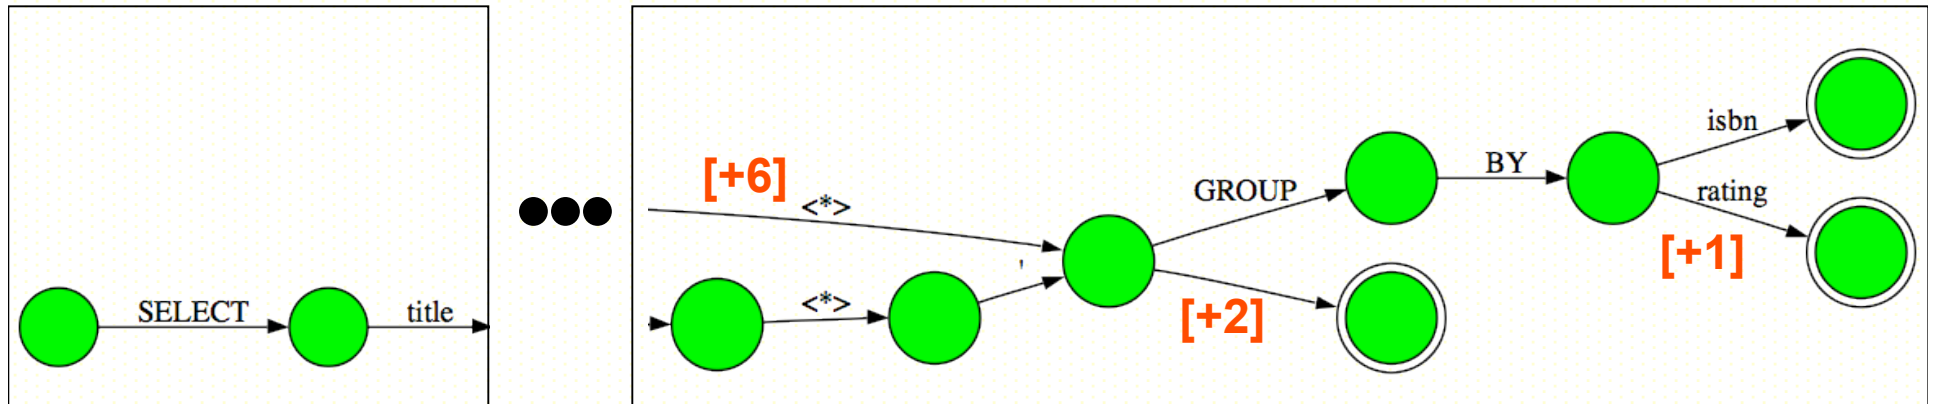 SELECT
title
[+6]
<*>
<*>
'
GROUP
BY
isbn
rating
[+1]
[+2]